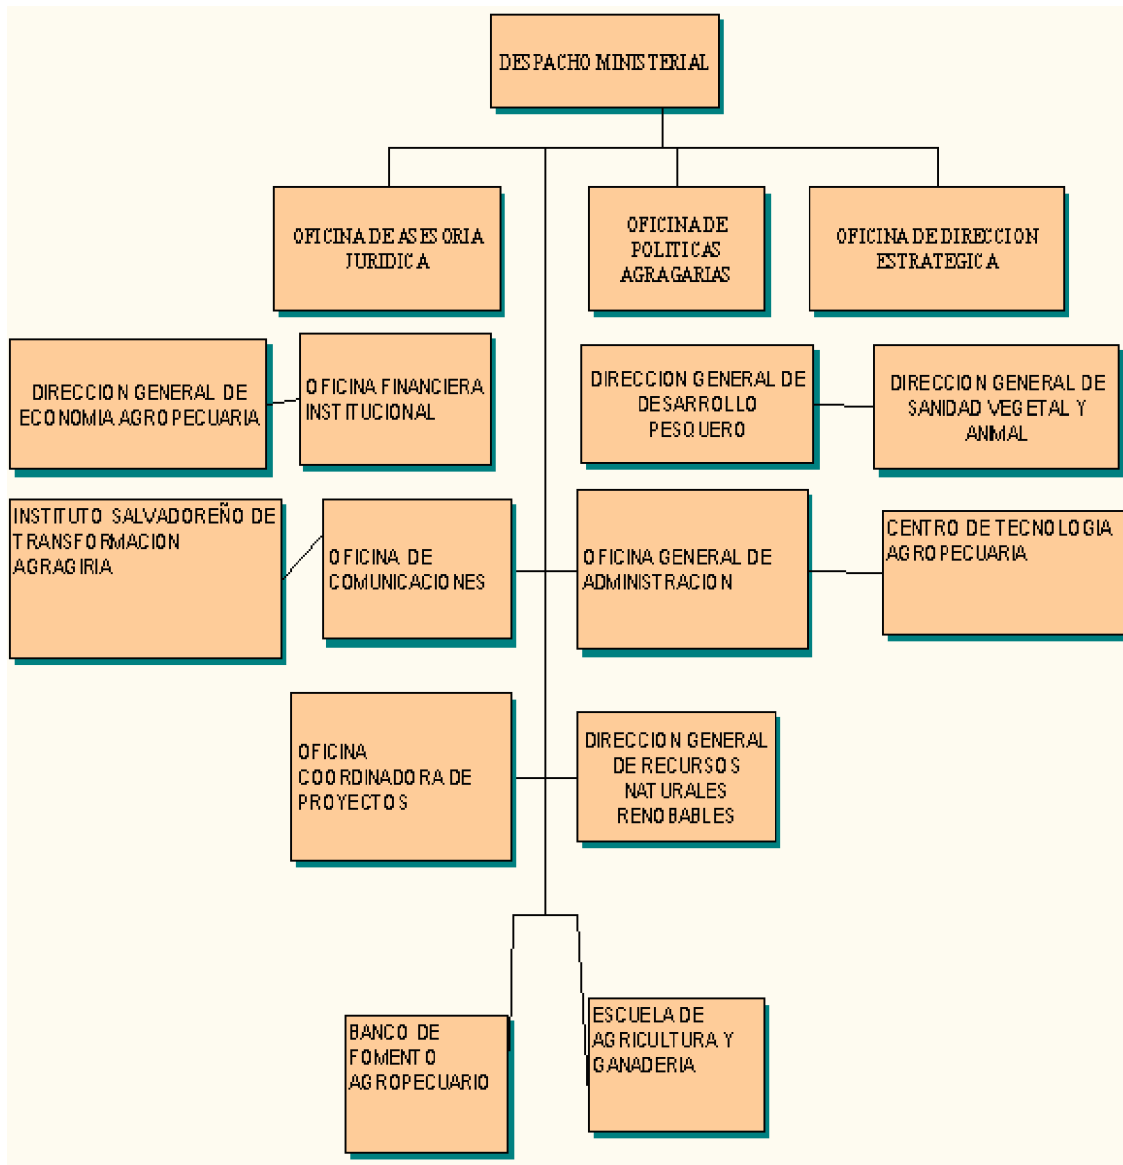 DESPACHO MINISTERIAL
OFICINA DE ASESORIA
JURIDICA
OFICINA DE
POLITICAS
AGRAGARIAS
OFICINA DE DIRECCION
ESTRATEGICA
DIRECCION GENERAL DE
ECONOMIA AGROPECUARIA
OFICINA FINANCIERA
INSTITUCIONAL
DIRECCION GENERAL DE
DESARROLLO
PESQUERO
DIRECCION GENERAL DE
SANIDAD VEGETAL Y
ANIMAL
INSTITUTO SALVADOREÑO DE
TRANSFORMACION
AGRAGIRIA
OFICINA DE
COMUNICACIONES
OFICINA GENERAL DE
ADMINISTRACION
CENTRO DE TECNOLOGIA
AGROPECUARIA
OFICINA
COORDINADORA DE
PROYECTOS
DIRECCION GENERAL
DE RECURSOS
NATURALES
RENOBABLES
BANCO DE
FOMENTO
AGROPECUARIO
ESCUELA DE
AGRICULTURA Y
GANADERIA